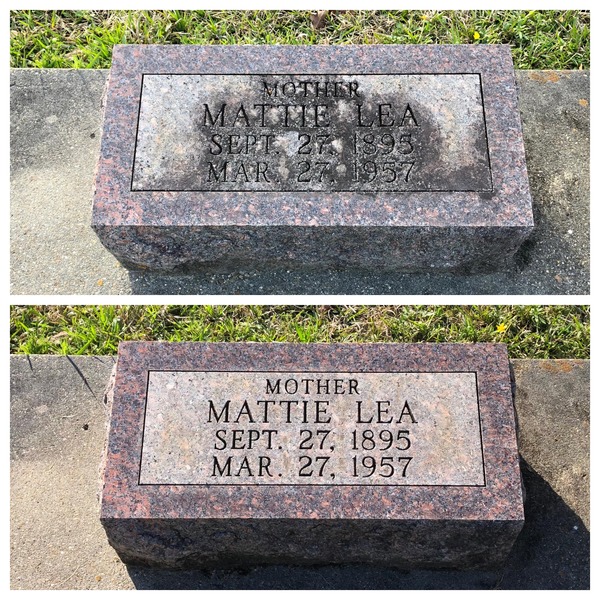 MOTHER
MATTIE LEA
SEPT. 27, 1895
MAR. 27, 1957
MOTHER
MATTIE LEA
SEPT. 27, 1895
MAR. 27, 1957